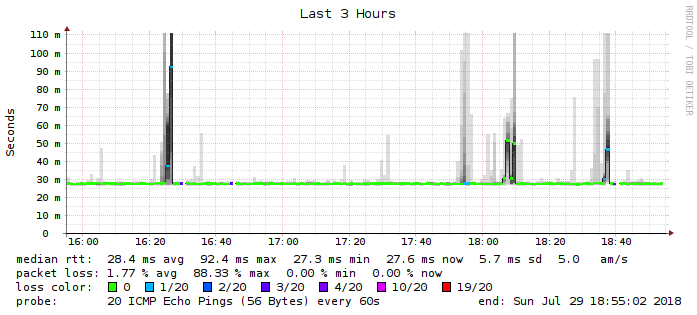 Last 3 Hours
RRDTOOL / TOBI OETIKER
Seconds
110 m
100 m
90 m
80 m
70 m
60 m
50 m
40 m
30 m
20 m
10 m
0
16:00 16:20 16:40 17:00 17:20 17:40 18:00 18:20 18:40
median rtt: 28.4 ms avg 92.4 ms max 27.3 ms min 27.6 ms now 5.7 ms sd 5.0 am/s
packet loss: 1.77 % avg 88.33 % max 0.00 % min 0.00 % now
loss color: 0 1/20 2/20 3/20 4/20 10/20 19/20
probe: 20 ICMP Echo Pings (56 Bytes) every 60s end: Sun Jul 29 18:55:02 2018